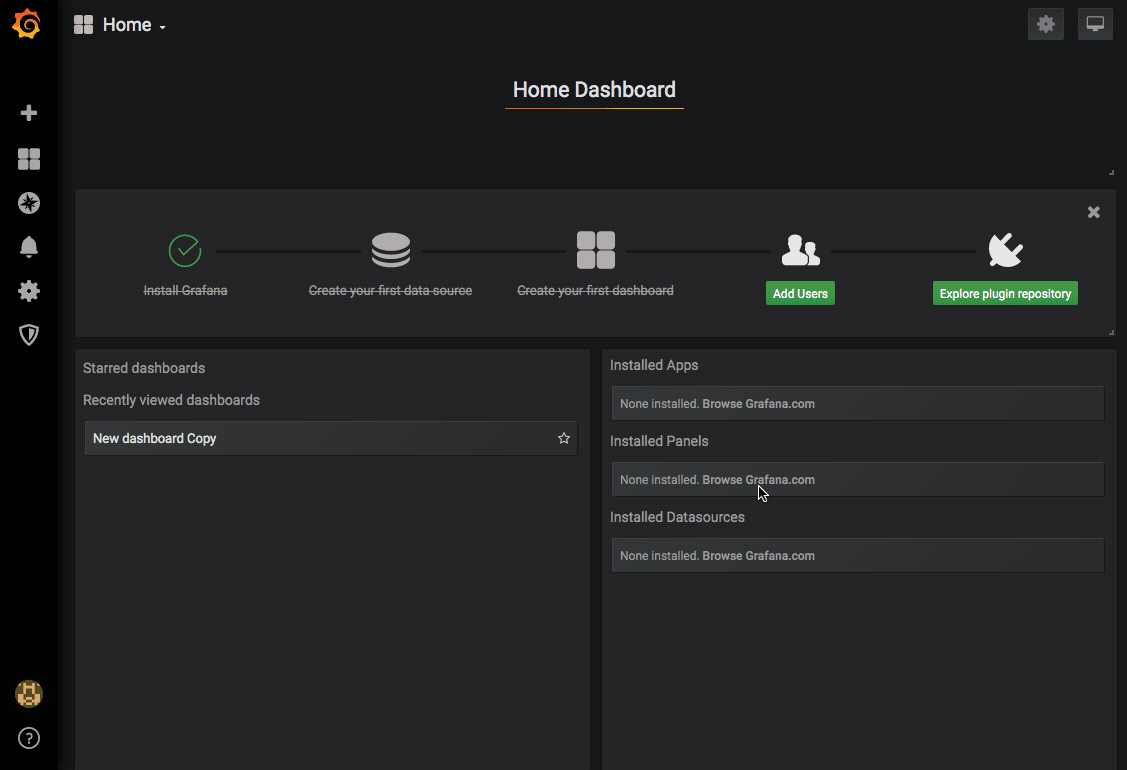 Home
Home Dashboard
Install Grafana
Create your first data source
Create your first dashboard
Add Users
Explore plugin repository
Starred dashboards
Recently viewed dashboards
New dashboard Copy
Installed Apps
None installed. Browse Grafana.com
Installed Panels
None installed. Browse Grafana.com
Installed Datasources
None installed. Browse Grafana.com
?